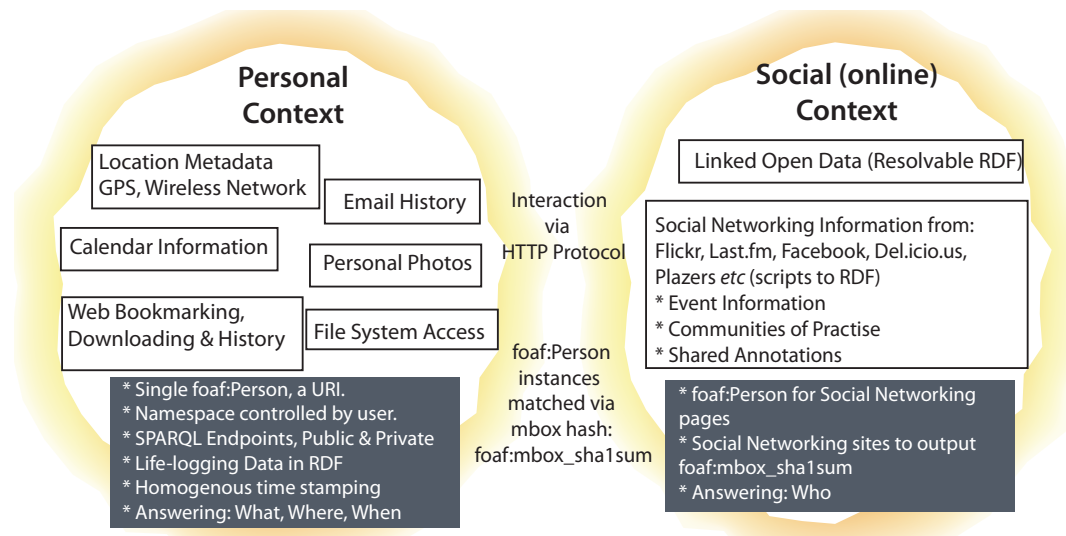 Personal
Context
Location Metadata
GPS, Wireless Network
Email History
Calendar Information
Personal Photos
Web Bookmarking,
Downloading & History
File System Access
* Single foaf:Person, a URI.
* Namespace controlled by user.
* SPARQL Endpoints, Public & Private
* Life-logging Data in RDF
* Homogenous time stamping
* Answering: What, Where, When
Interaction
via
HTTP Protocol
foaf:Person
instances
matched via
mbox hash:
foaf:mbox_sha1sum
Social (online)
Context
Linked Open Data (Resolvable RDF)
Social Networking Information from:
Flickr, Last.fm, Facebook, Del.icio.us,
Plazers etc (scripts to RDF)
* Event Information
* Communities of Practise
* Shared Annotations
* foaf:Person for Social Networking
pages
* Social Networking sites to output
foaf:mbox_sha1sum
* Answering: Who